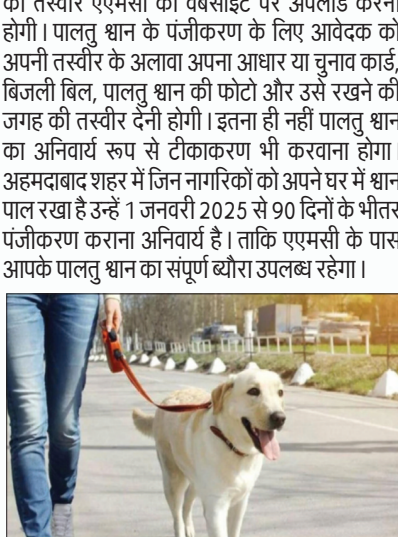 की तस्वीर एएमसी की वेबसाइट पर अपलोड करनी
होगी। पालतु श्वान के पंजीकरण के लिए आवेदक को
अपनी तस्वीर के अलावा अपना आधार या चुनाव कार्ड,
बिजली बिल, पालतु श्वान की फोटो और उसे रखने की
जगह की तस्वीर देनी होगी। इतना ही नहीं पालतु श्वान
का अनिवार्य रूप से टीकाकरण भी करवाना होगा।
अहमदाबाद शहर में जिन नागरिकों को अपने घर में श्वान
पाल रखा है उन्हें 1 जनवरी 2025 से 90 दिनों के भीतर
पंजीकरण कराना अनिवार्य है। ताकि एएमसी के पास
आपके पालतु श्वान का संपूर्ण ब्यौरा उपलब्ध रहेगा।